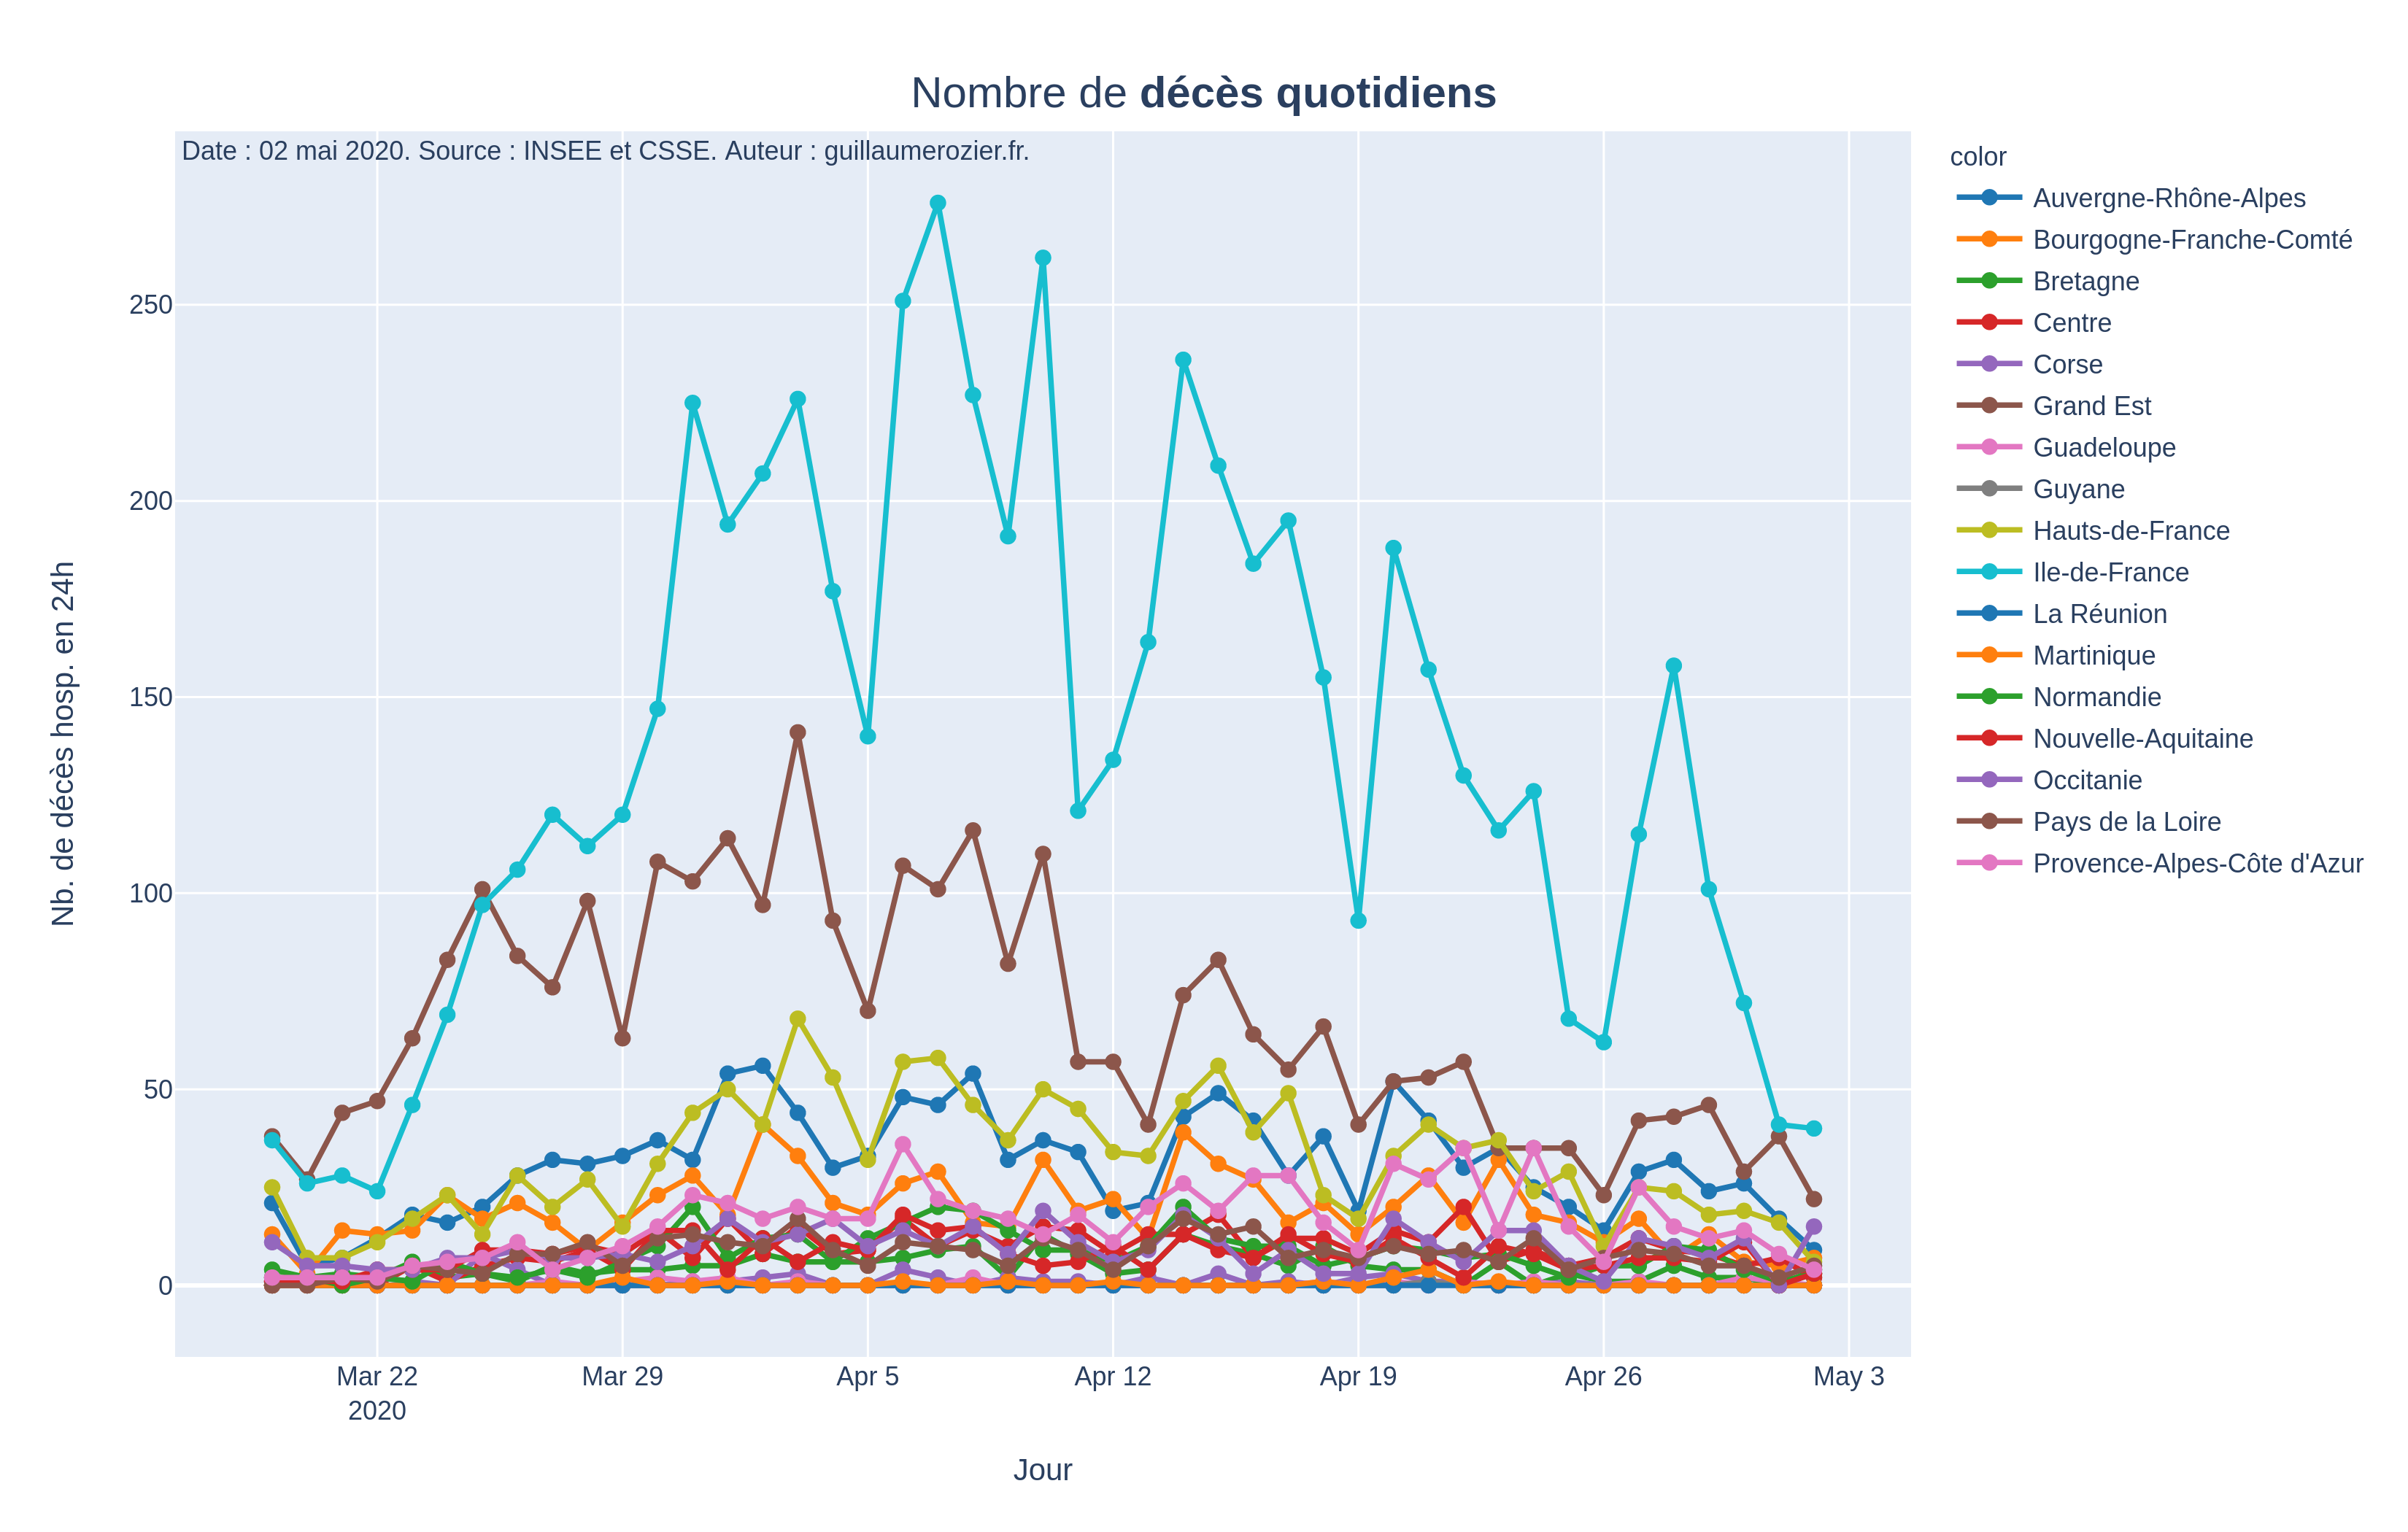 Nombre de décès quotidiens
Date : 02 mai 2020. Source : INSEE et CSSE. Auteur : guillaumerozier.fr.
Nb. de décès hosp. en 24h
250
200
150
100
50
0
Mar 22
2020
Mar 29
Apr 5
Apr 12
Apr 19
Apr 26
May 3
Jour
color
Auvergne-Rhône-Alpes
Bourgogne-Franche-Comté
Bretagne
Centre
Corse
Grand Est
Guadeloupe
Guyane
Hauts-de-France
Ile-de-France
La Réunion
Martinique
Normandie
Nouvelle-Aquitaine
Occitanie
Pays de la Loire
Provence-Alpes-Côte d'Azur